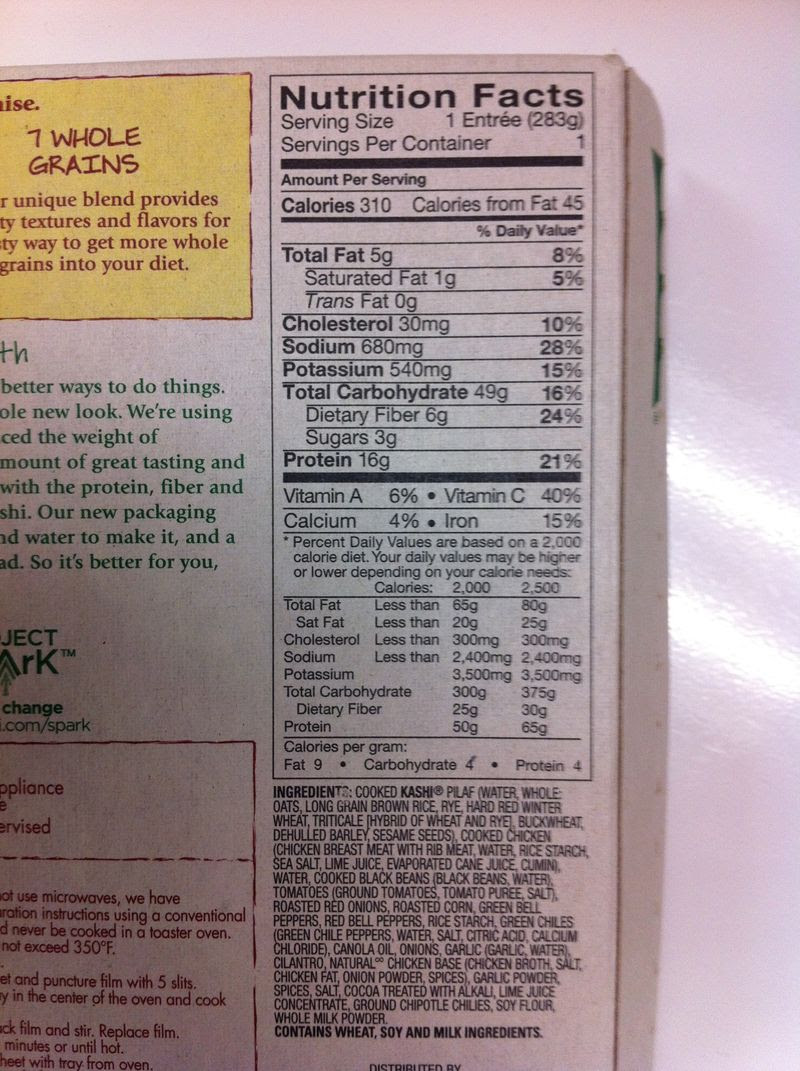 ise.
7 WHOLE
GRAINS
r unique blend provides
ty textures and flavors for
sty way to get more whole
grains into your diet.
th
better ways to do things.
ole new look. We're using
ced the weight of
mount of great tasting and
with the protein, fiber and
shi. Our new packaging
nd water to make it, and a
ad. So it's better for you,
JECT
ArK™
change
i.com/spark
ppliance
e
ervised
ot use microwaves, we have
ration instructions using a conventional
d never be cooked in a toaster oven.
not exceed 350°F.
et and puncture film with 5 slits.
y in the center of the oven and cook
ck film and stir. Replace film.
minutes or until hot.
heet with tray from oven.
Nutrition Facts
Serving Size 1 Entrée (283g)
Servings Per Container 1
Amount Per Serving
Calories 310 Calories from Fat 45
% Daily Value*
Total Fat 5g 8%
Saturated Fat 1g 5%
Trans Fat 0g
Cholesterol 30mg 10%
Sodium 680mg 28%
Potassium 540mg 15%
Total Carbohydrate 49g 16%
Dietary Fiber 6g 24%
Sugars 3g
Protein 16g 21%
Vitamin A 6% • Vitamin C 40%
Calcium 4% • Iron 15%
* Percent Daily Values are based on a 2,000
calorie diet. Your daily values may be higher
or lower depending on your calorie needs:
Calories: 2,000 2,500
Total Fat Less than 65g 80g
Sat Fat Less than 20g 25g
Cholesterol Less than 300mg 300mg
Sodium Less than 2,400mg 2,400mg
Potassium 3,500mg 3,500mg
Total Carbohydrate 300g 375g
Dietary Fiber 25g 30g
Protein 50g 65g
Calories per gram:
Fat 9 • Carbohydrate 4 • Protein 4
INGREDIENTS: COOKED KASHI® PILAF (WATER, WHOLE:
OATS, LONG GRAIN BROWN RICE, RYE, HARD RED WINTER
WHEAT, TRITICALE [HYBRID OF WHEAT AND RYE], BUCKWHEAT,
DEHULLED BARLEY, SESAME SEEDS), COOKED CHICKEN
(CHICKEN BREAST MEAT WITH RIB MEAT, WATER, RICE STARCH,
SEA SALT, LIME JUICE, EVAPORATED CANE JUICE, CUMIN),
WATER, COOKED BLACK BEANS (BLACK BEANS, WATER),
TOMATOES (GROUND TOMATOES, TOMATO PUREE, SALT),
ROASTED RED ONIONS, ROASTED CORN, GREEN BELL
PEPPERS, RED BELL PEPPERS, RICE STARCH, GREEN CHILES
(GREEN CHILE PEPPERS, WATER, SALT, CITRIC ACID, CALCIUM
CHLORIDE), CANOLA OIL, ONIONS, GARLIC (GARLIC, WATER),
CILANTRO, NATURAL∞ CHICKEN BASE (CHICKEN BROTH, SALT,
CHICKEN FAT, ONION POWDER, SPICES), GARLIC POWDER,
SPICES, SALT, COCOA TREATED WITH ALKALI, LIME JUICE
CONCENTRATE, GROUND CHIPOTLE CHILIES, SOY FLOUR,
WHOLE MILK POWDER.
CONTAINS WHEAT, SOY AND MILK INGREDIENTS.
DISTRIBUTED BY